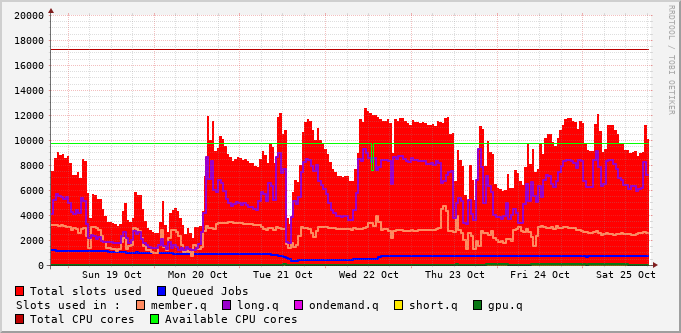 20000
18000
16000
14000
12000
10000
8000
6000
4000
2000
0
Sun 19 Oct Mon 20 Oct Tue 21 Oct Wed 22 Oct Thu 23 Oct Fri 24 Oct Sat 25 Oct
Total slots used Queued Jobs
Slots used in : member.q long.q ondemand.q short.q gpu.q
Total CPU cores Available CPU cores
RRDTOOL / TOBI OETIKER